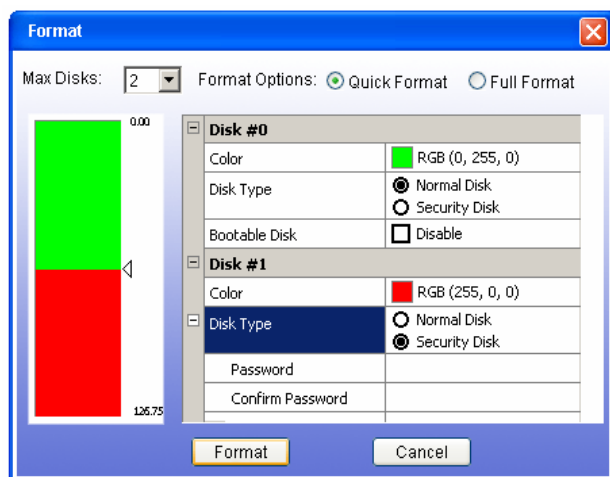 Format
Max Disks: 2 Format Options: Quick Format Full Format
0.00
Disk #0
Color RGB (0, 255, 0)
Disk Type Normal Disk
Security Disk
Bootable Disk Disable
Disk #1
Color RGB (255, 0, 0)
Disk Type Normal Disk
Security Disk
Password
Confirm Password
126.75
Format Cancel